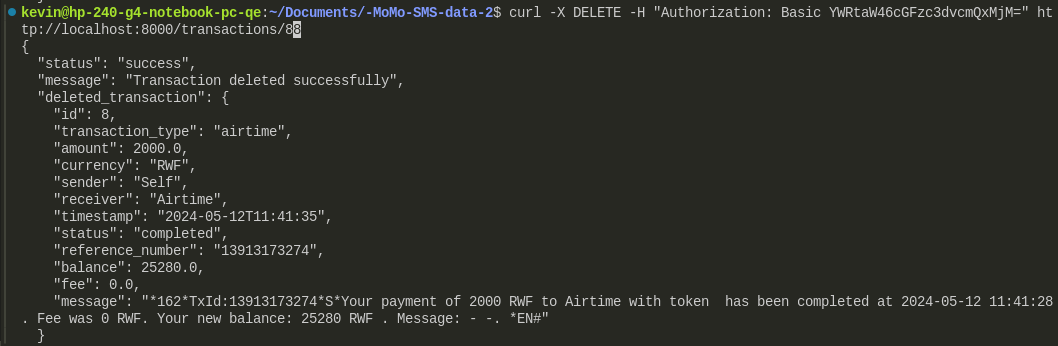 kevin@hp-240-g4-notebook-pc-qe:~/Documents/-MoMo-SMS-data-2$ curl -X DELETE -H "Authorization: Basic YWRtaW46cGFzc3dvcmQxMjM=" ht
tp://localhost:8000/transactions/88
{
  "status": "success",
  "message": "Transaction deleted successfully",
  "deleted_transaction": {
    "id": 8,
    "transaction_type": "airtime",
    "amount": 2000.0,
    "currency": "RWF",
    "sender": "Self",
    "receiver": "Airtime",
    "timestamp": "2024-05-12T11:41:35",
    "status": "completed",
    "reference_number": "13913173274",
    "balance": 25280.0,
    "fee": 0.0,
    "message": "*162*TxId:13913173274*S*Your payment of 2000 RWF to Airtime with token  has been completed at 2024-05-12 11:41:28
. Fee was 0 RWF. Your new balance: 25280 RWF . Message: - -. *EN#"
  }